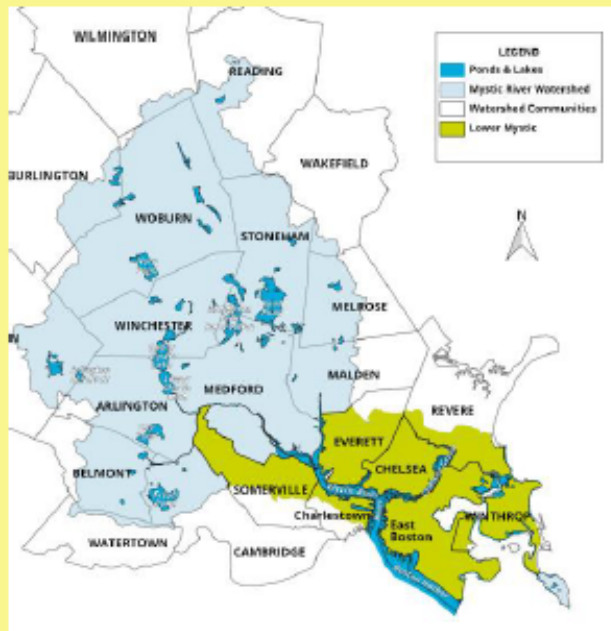 WILMINGTON
READING
LEGEND
Ponds & Lakes
Mystic River Watershed
Watershed Communities
Lower Mystic
WAKEFIELD
BURLINGTON
WOBURN
STONEHAM
N
MELROSE
WINCHESTER
MALDEN
MEDFORD
REVERE
ARLINGTON
EVERETT
CHELSEA
BELMONT
SOMERVILLE
WINTHROP
Charlestown
East
Boston
WATERTOWN
CAMBRIDGE